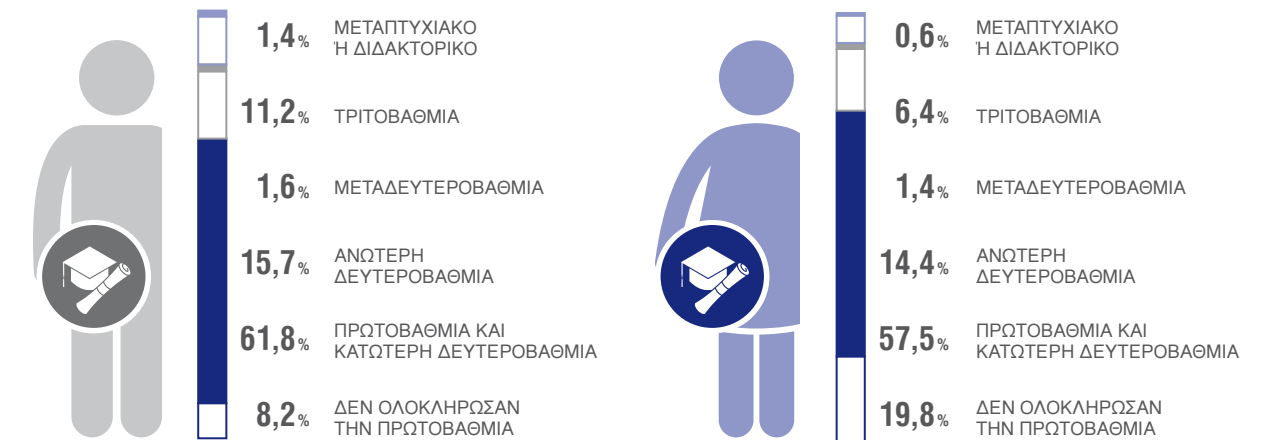 1,4% ΜΕΤΑΠΤΥΧΙΑΚΟ
Ή ΔΙΔΑΚΤΟΡΙΚΟ
11,2% ΤΡΙΤΟΒΑΘΜΙΑ
1,6% ΜΕΤΑΔΕΥΤΕΡΟΒΑΘΜΙΑ
15,7% ΑΝΩΤΕΡΗ
ΔΕΥΤΕΡΟΒΑΘΜΙΑ
61,8% ΠΡΩΤΟΒΑΘΜΙΑ ΚΑΙ
ΚΑΤΩΤΕΡΗ ΔΕΥΤΕΡΟΒΑΘΜΙΑ
8,2% ΔΕΝ ΟΛΟΚΛΗΡΩΣΑΝ
ΤΗΝ ΠΡΩΤΟΒΑΘΜΙΑ
0,6% ΜΕΤΑΠΤΥΧΙΑΚΟ
Ή ΔΙΔΑΚΤΟΡΙΚΟ
6,4% ΤΡΙΤΟΒΑΘΜΙΑ
1,4% ΜΕΤΑΔΕΥΤΕΡΟΒΑΘΜΙΑ
14,4% ΑΝΩΤΕΡΗ
ΔΕΥΤΕΡΟΒΑΘΜΙΑ
57,5% ΠΡΩΤΟΒΑΘΜΙΑ ΚΑΙ
ΚΑΤΩΤΕΡΗ ΔΕΥΤΕΡΟΒΑΘΜΙΑ
19,8% ΔΕΝ ΟΛΟΚΛΗΡΩΣΑΝ
ΤΗΝ ΠΡΩΤΟΒΑΘΜΙΑ